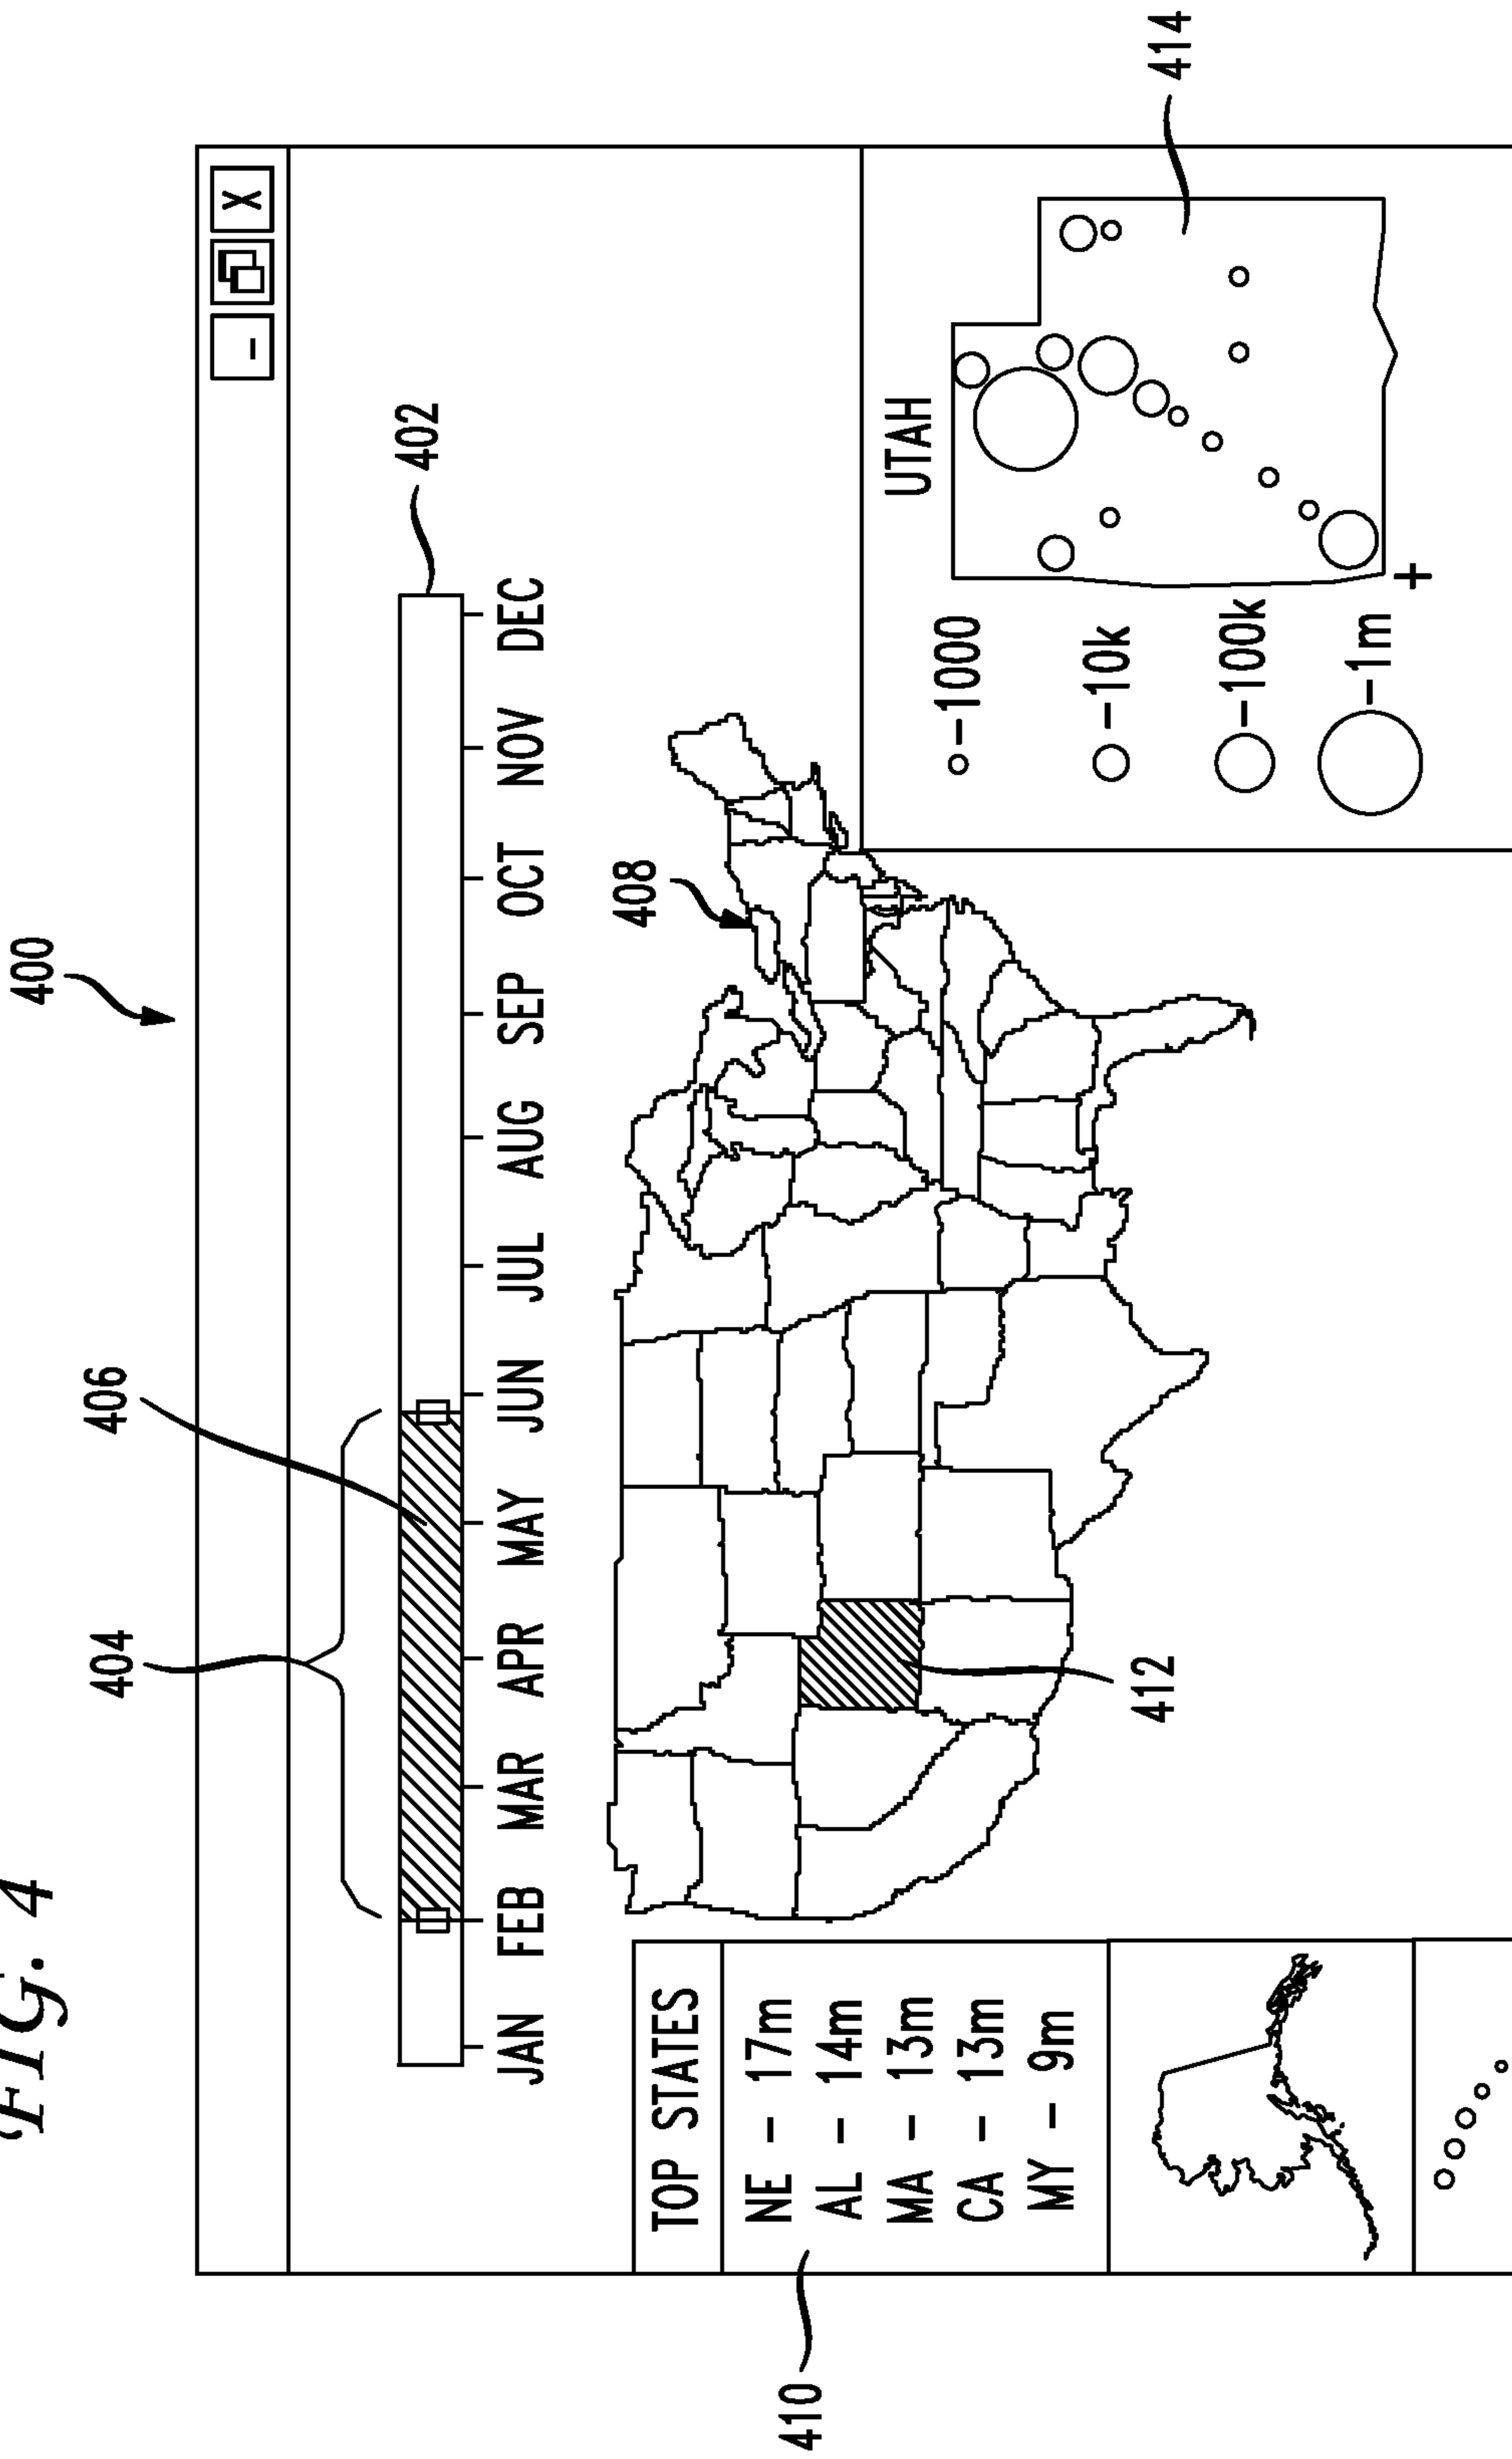 FIG. 4
400
404
406
402
-
X
JAN FEB MAR APR MAY JUN JUL AUG SEP OCT NOV DEC
408
TOP STATES
NE - 17m
AL - 14m
MA - 13m
CA - 13m
MY - 9m
410
412
UTAH
-1000
-10k
-100k
-1m
+
414